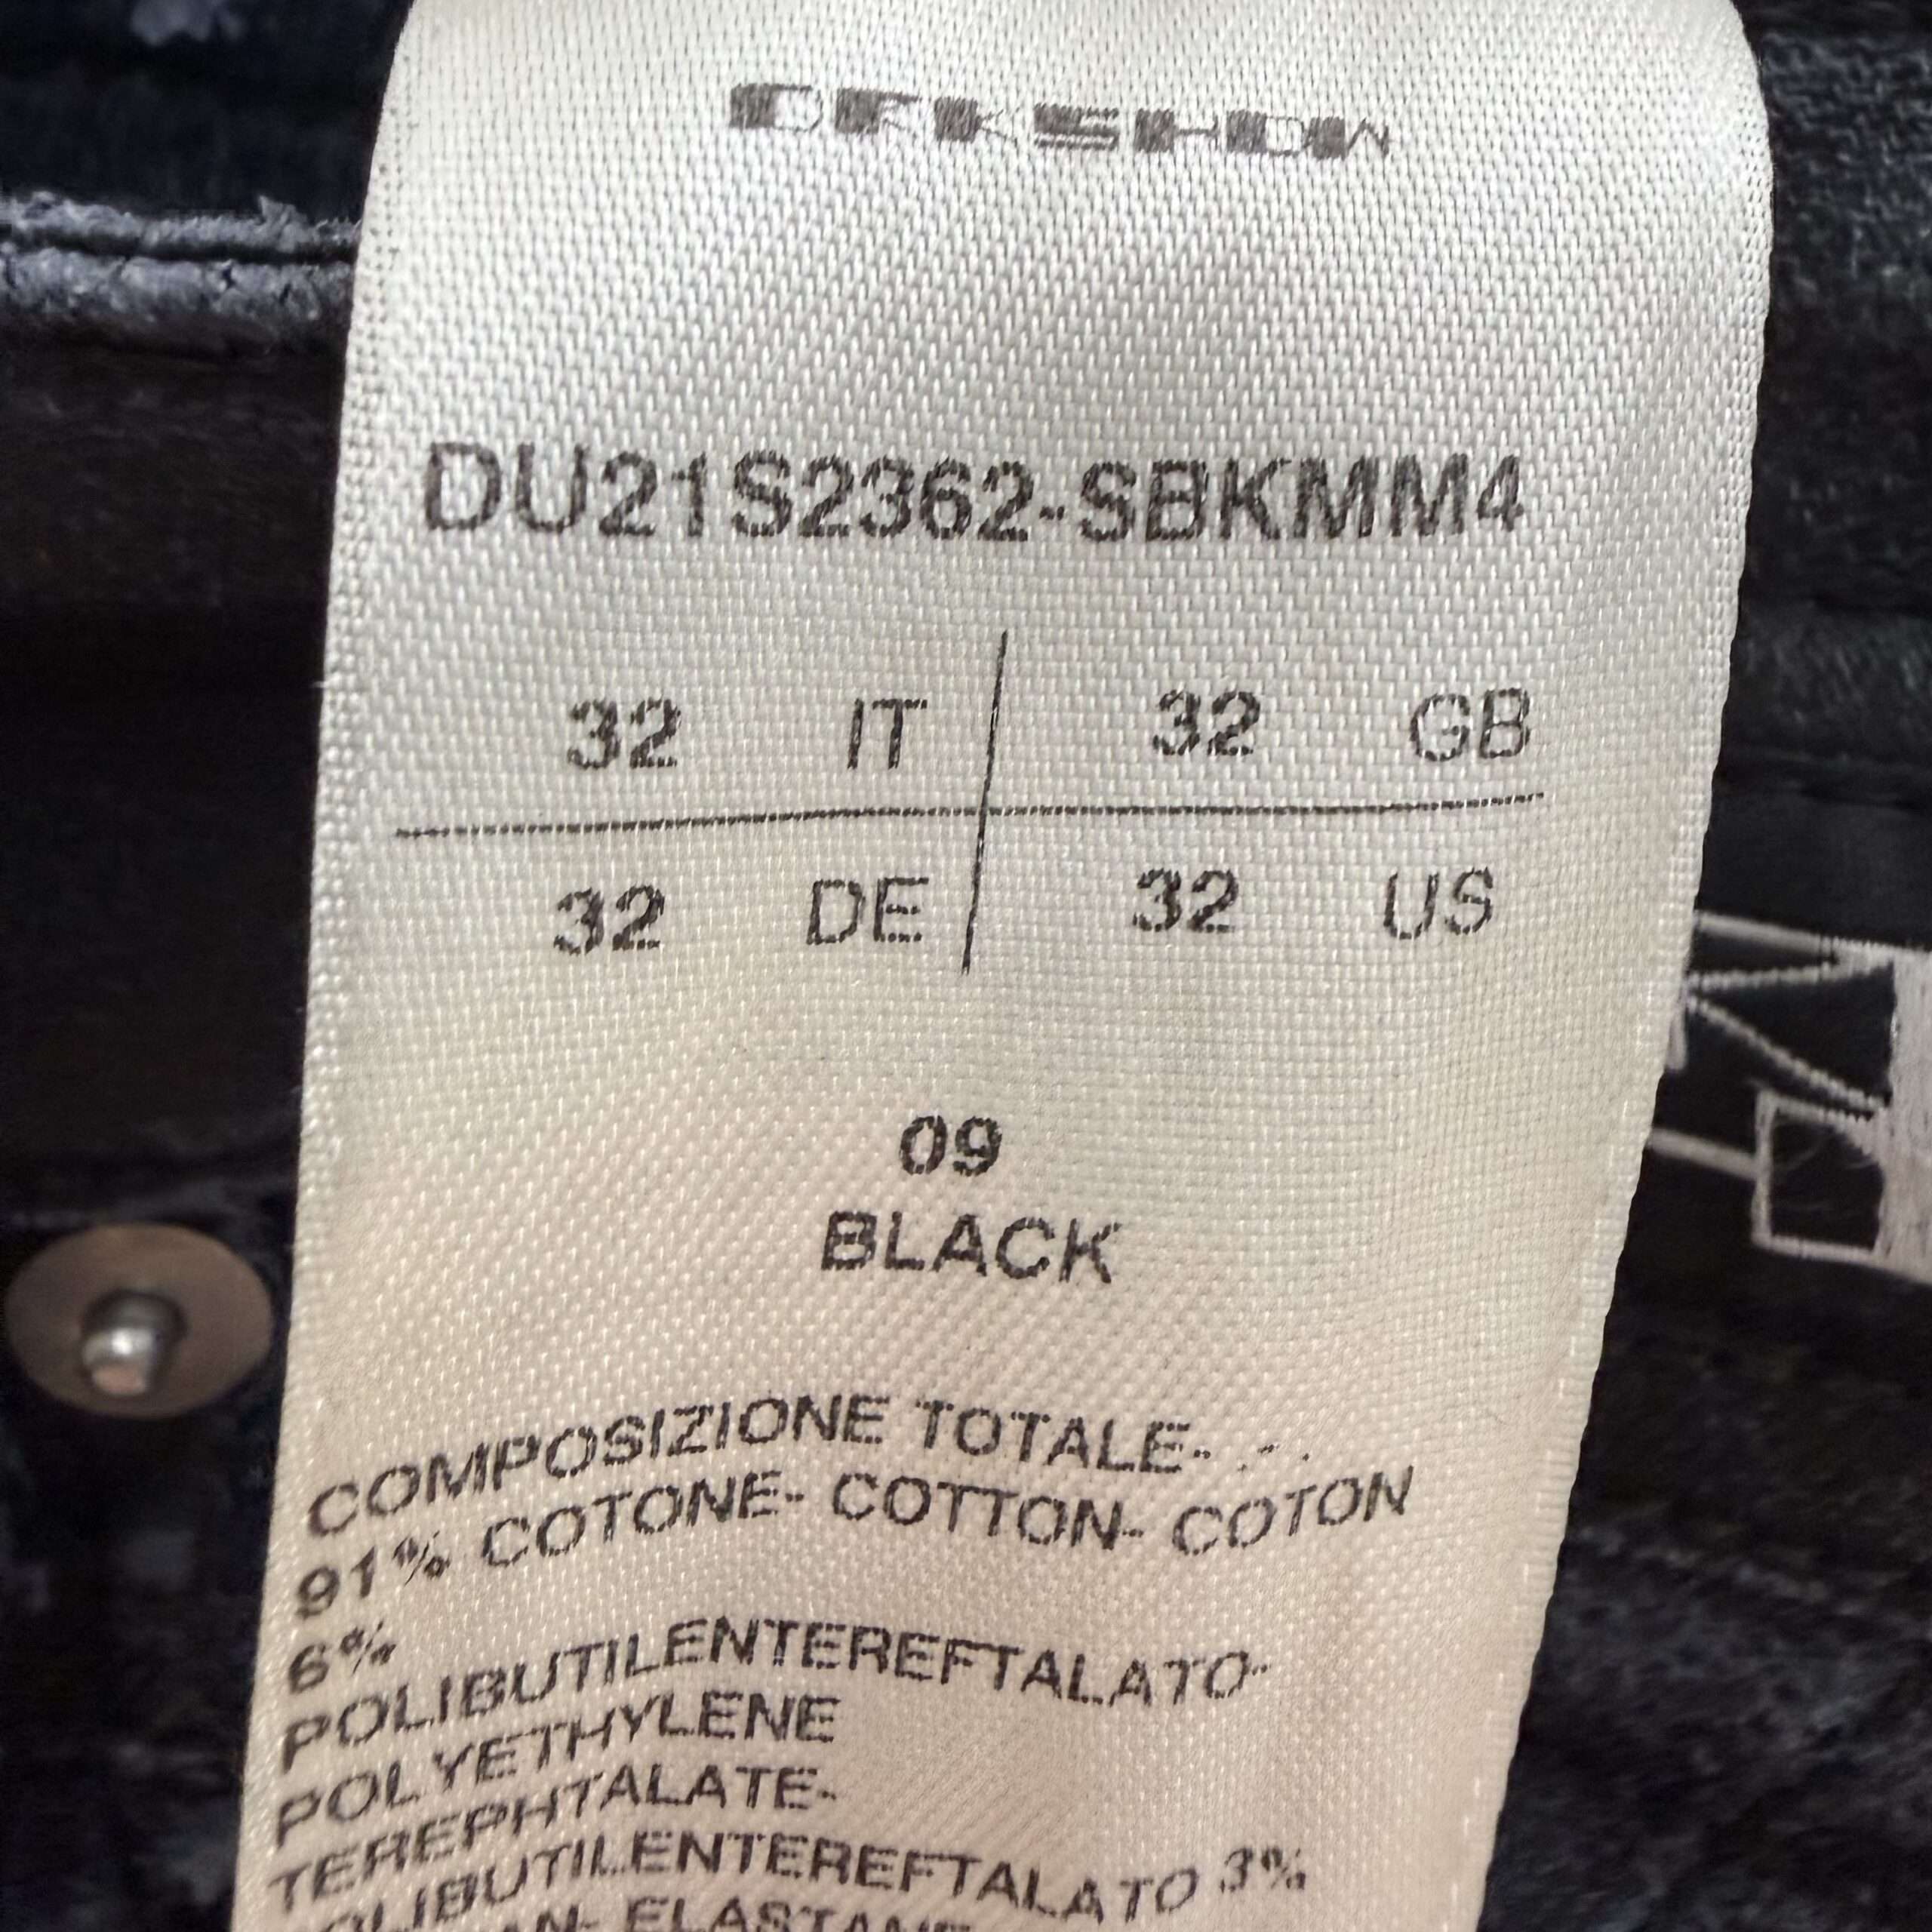 DRKSHDW
DU21S2362-SBKMM4
32 IT 32 GB
32 DE 32 US
09
BLACK
COMPOSIZIONE TOTALE-
91% COTONE- COTTON- COTON
6%
POLIBUTILENTEREFTALATO-
POLYETHYLENE
TEREPHTALATE-
POLIBUTILENTEREFTALATO 3%
ELASTANE